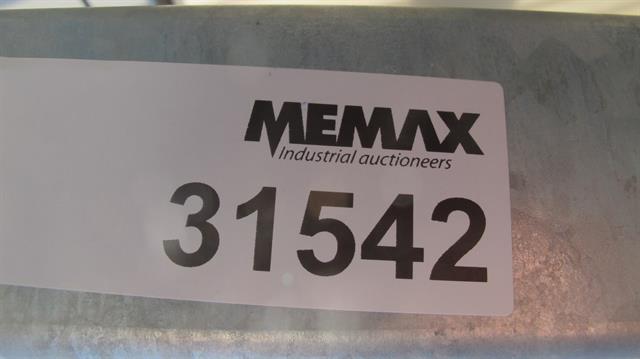 MEMAX
Industrial auctioneers
31542